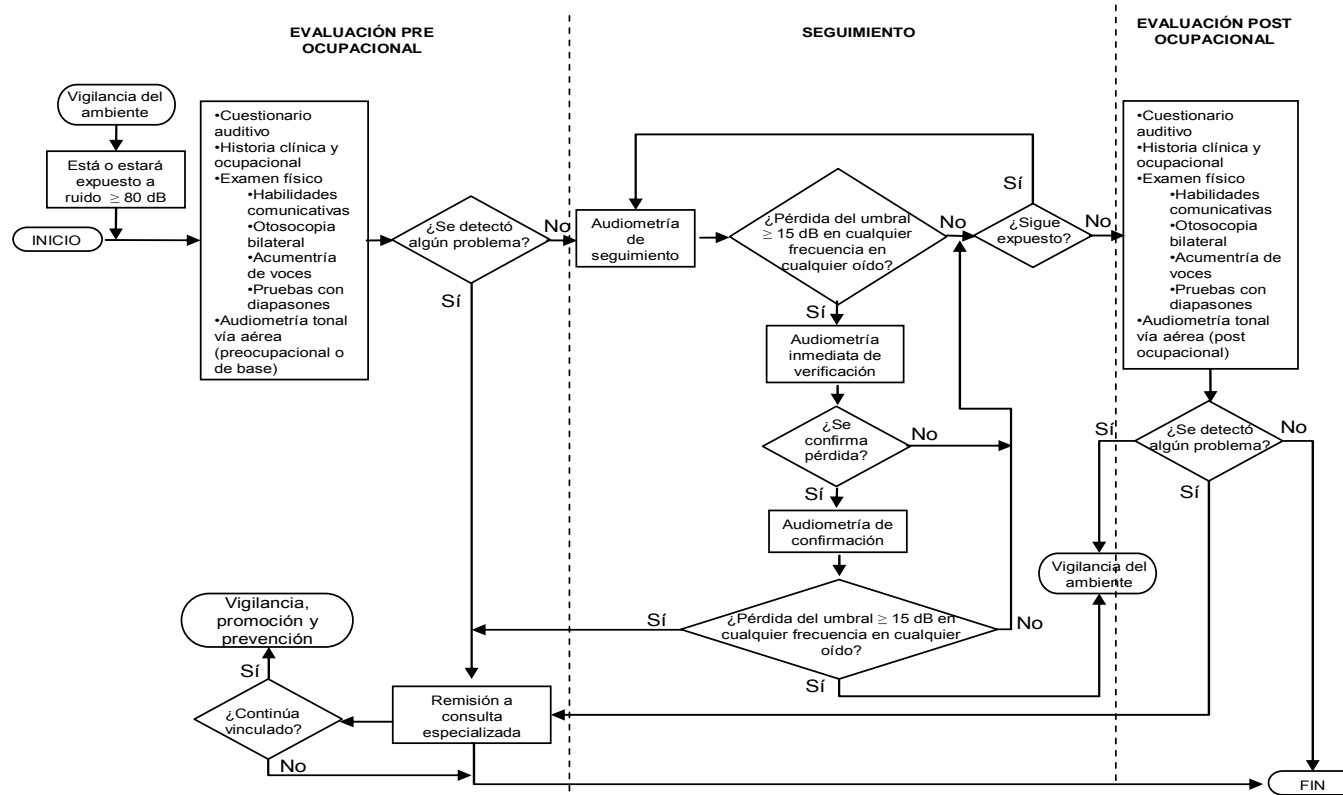 EVALUACIÓN PRE
OCUPACIONAL
SEGUIMIENTO
EVALUACIÓN POST
OCUPACIONAL
Vigilancia del
ambiente
Está o estará
expuesto a
ruido ≥ 80 dB
INICIO
•Cuestionario
auditivo
•Historia clínica y
ocupacional
•Examen físico
•Habilidades
comunicativas
•Otosocopia
bilateral
•Acumentría
de voces
•Pruebas con
diapasones
•Audiometría tonal
vía aérea
(preocupacional o
de base)
¿Se detectó
algún problema?
No
Sí
Audiometría
de
seguimiento
¿Pérdida del umbral
≥ 15 dB en cualquier
frecuencia en
cualquier oído?
No
Sí
¿Sigue
expuesto?
Sí
No
Audiometría
inmediata de
verificación
¿Se
confirma
pérdida?
No
Sí
Audiometría de
confirmación
¿Pérdida del umbral ≥ 15 dB en
cualquier frecuencia en cualquier
oído?
Sí
No
Sí
•Cuestionario
auditivo
•Historia clínica y
ocupacional
•Examen físico
•Habilidades
comunicativas
•Otosocopia
bilateral
•Acumentría de
voces
•Pruebas con
diapasones
•Audiometría tonal
vía aérea (post
ocupacional)
¿Se detectó
algún problema?
Sí
No
Sí
Vigilancia del
ambiente
Vigilancia,
promoción y
prevención
Sí
¿Continúa
vinculado?
No
Remisión a
consulta
especializada
FIN